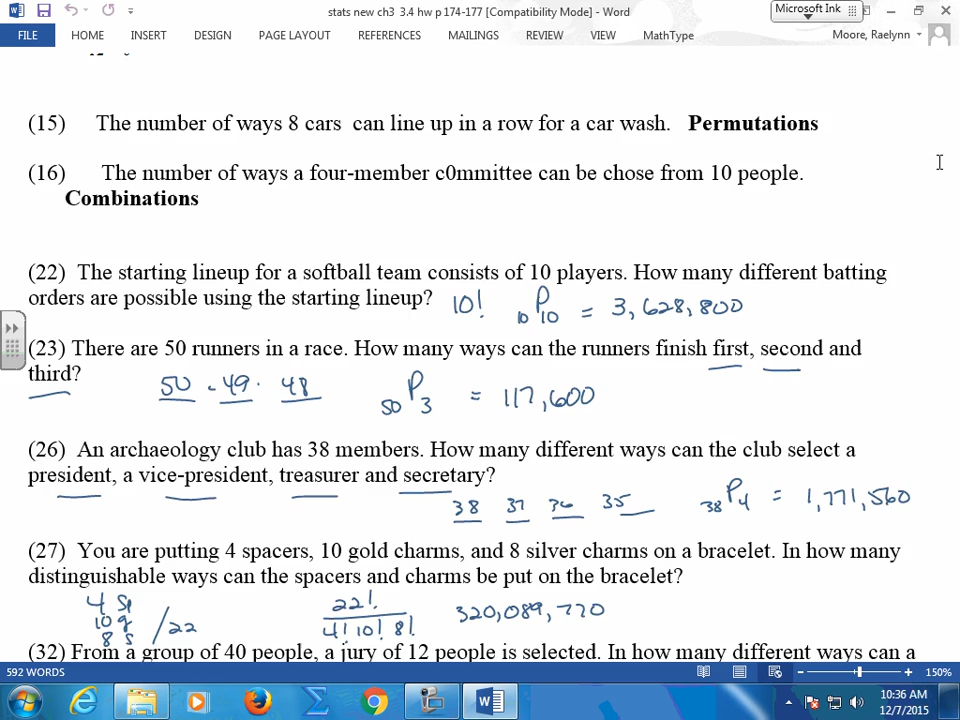 stats new ch3 3.4 hw p 174-177 [Compatibility Mode] - Word
Microsoft Ink
FILE HOME INSERT DESIGN PAGE LAYOUT REFERENCES MAILINGS REVIEW VIEW MathType Moore, Raelynn
(15) The number of ways 8 cars can line up in a row for a car wash. Permutations
(16) The number of ways a four-member c0mmittee can be chose from 10 people.
Combinations
(22) The starting lineup for a softball team consists of 10 players. How many different batting
orders are possible using the starting lineup? 10! 10P10 = 3,628,800
(23) There are 50 runners in a race. How many ways can the runners finish first, second and
third?
50 · 49 · 48 50P3 = 117,600
(26) An archaeology club has 38 members. How many different ways can the club select a
president, a vice-president, treasurer and secretary?
38 37 36 35 38P4 = 1,771,560
(27) You are putting 4 spacers, 10 gold charms, and 8 silver charms on a bracelet. In how many
distinguishable ways can the spacers and charms be put on the bracelet?
4 Sp
10 g
8 s /22
22!
4! 10! 8!
320,089,770
(32) From a group of 40 people, a jury of 12 people is selected. In how many different ways can a
592 WORDS 150%
10:36 AM
12/7/2015